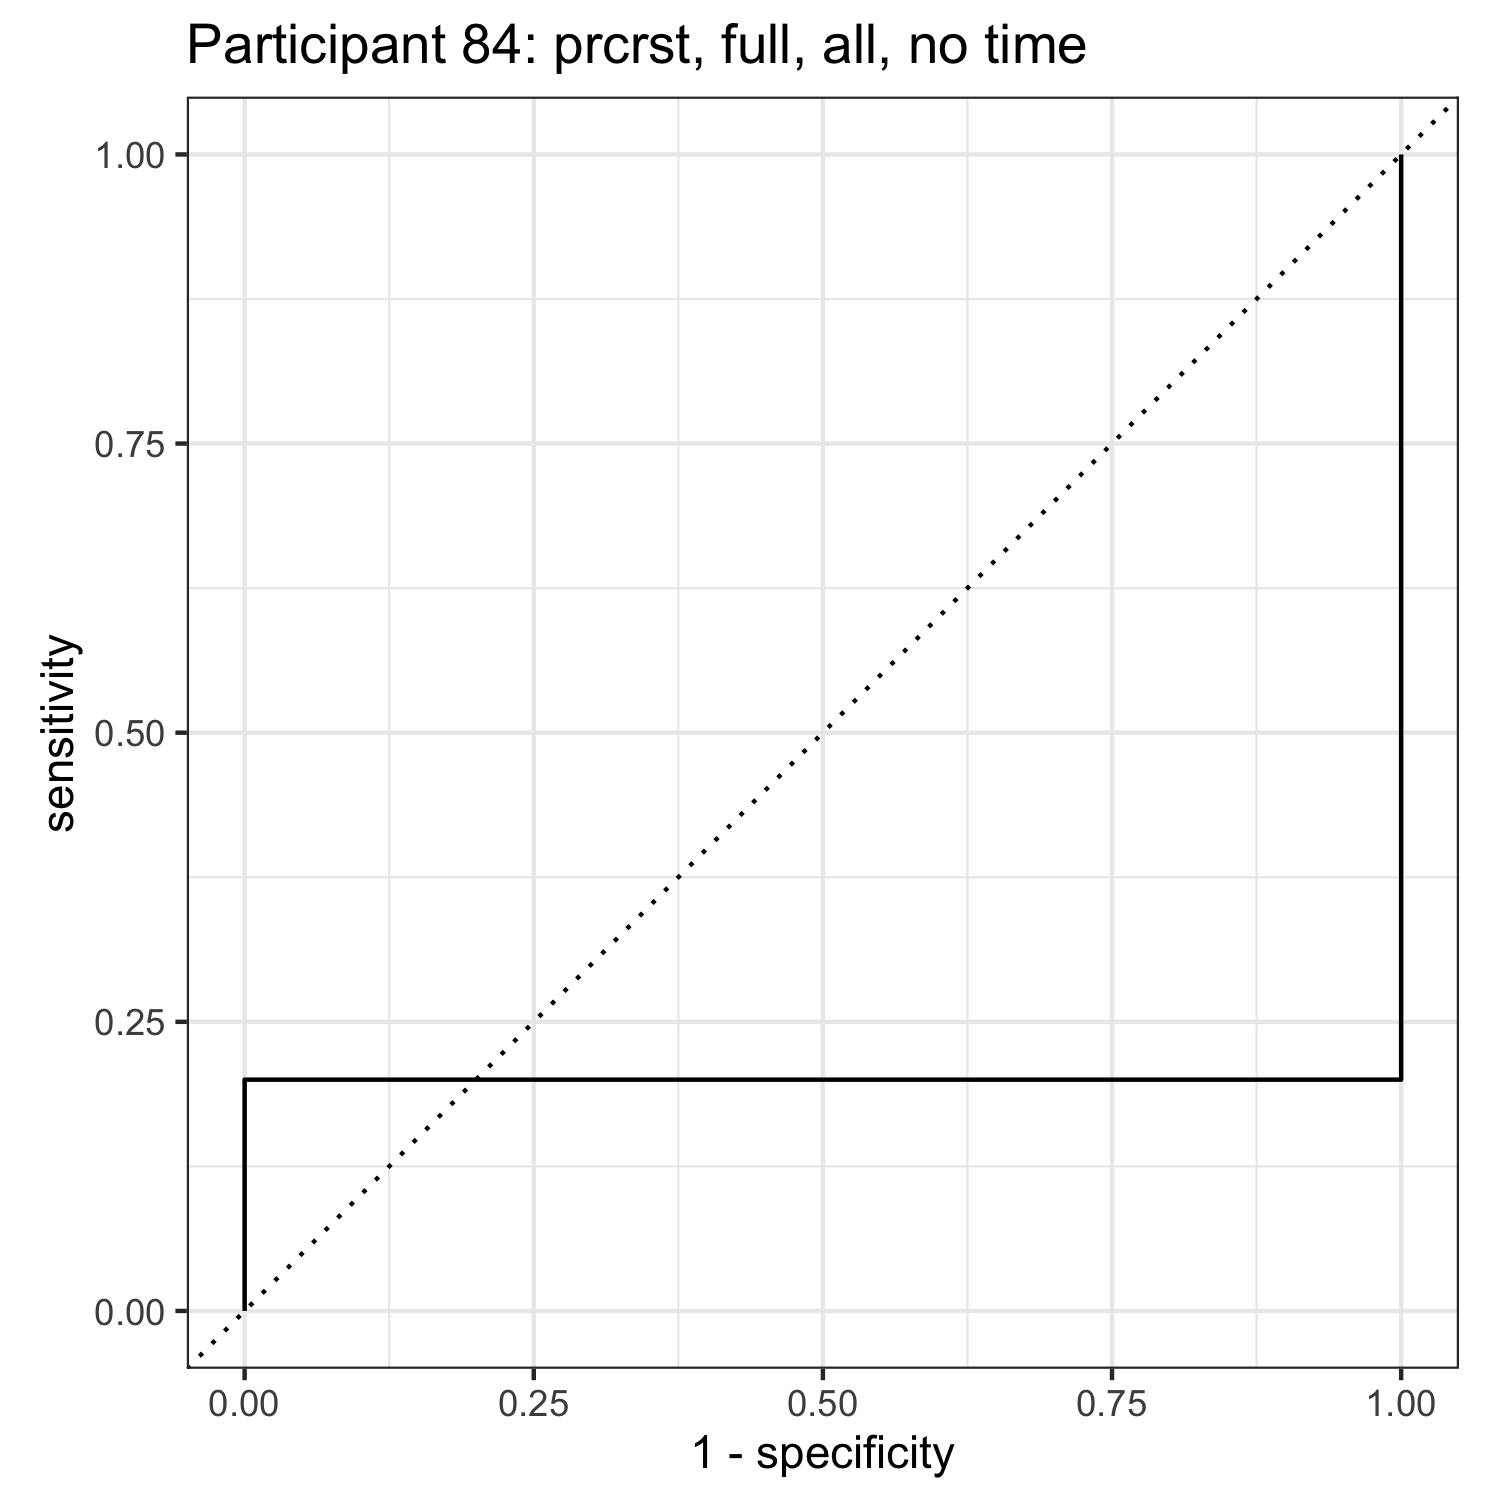 Participant 84: prcrst, full, all, no time
1.00
0.75
0.50
0.25
0.00
sensitivity
0.00 0.25 0.50 0.75 1.00
1 - specificity